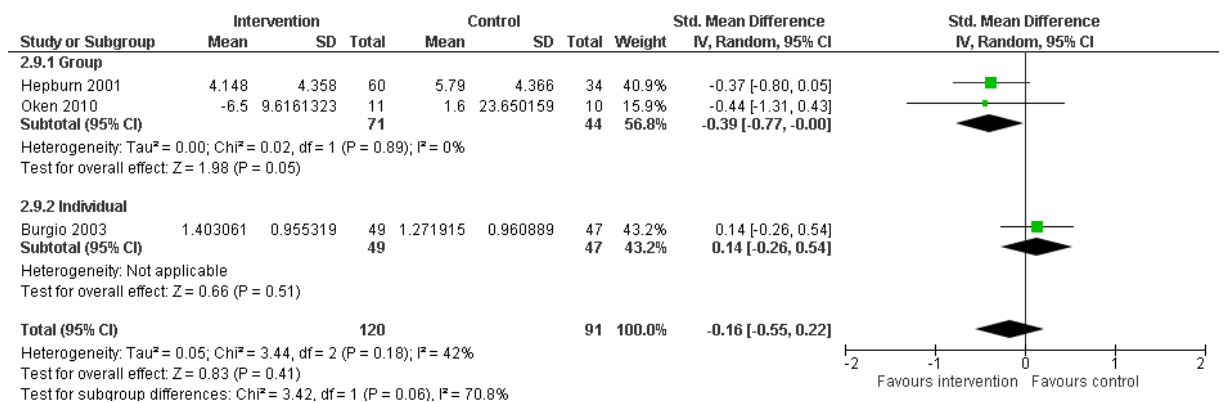 Intervention Control Std. Mean Difference Std. Mean Difference
Study or Subgroup Mean SD Total Mean SD Total Weight IV, Random, 95% CI IV, Random, 95% CI
2.9.1 Group
Hepburn 2001 4.148 4.358 60 5.79 4.366 34 40.9% -0.37 [-0.80, 0.05]
Oken 2010 -6.5 9.6161323 11 1.6 23.650159 10 15.9% -0.44 [-1.31, 0.43]
Subtotal (95% CI) 71 44 56.8% -0.39 [-0.77, -0.00]
Heterogeneity: Tau² = 0.00; Chi² = 0.02, df = 1 (P = 0.89); I² = 0%
Test for overall effect: Z = 1.98 (P = 0.05)
2.9.2 Individual
Burgio 2003 1.403061 0.955319 49 1.271915 0.960889 47 43.2% 0.14 [-0.26, 0.54]
Subtotal (95% CI) 49 47 43.2% 0.14 [-0.26, 0.54]
Heterogeneity: Not applicable
Test for overall effect: Z = 0.66 (P = 0.51)
Total (95% CI) 120 91 100.0% -0.16 [-0.55, 0.22]
Heterogeneity: Tau² = 0.05; Chi² = 3.44, df = 2 (P = 0.18); I² = 42%
Test for overall effect: Z = 0.83 (P = 0.41)
Test for subgroup differences: Chi² = 3.42, df = 1 (P = 0.06), I² = 70.8%
-2 -1 0 1 2
Favours intervention Favours control